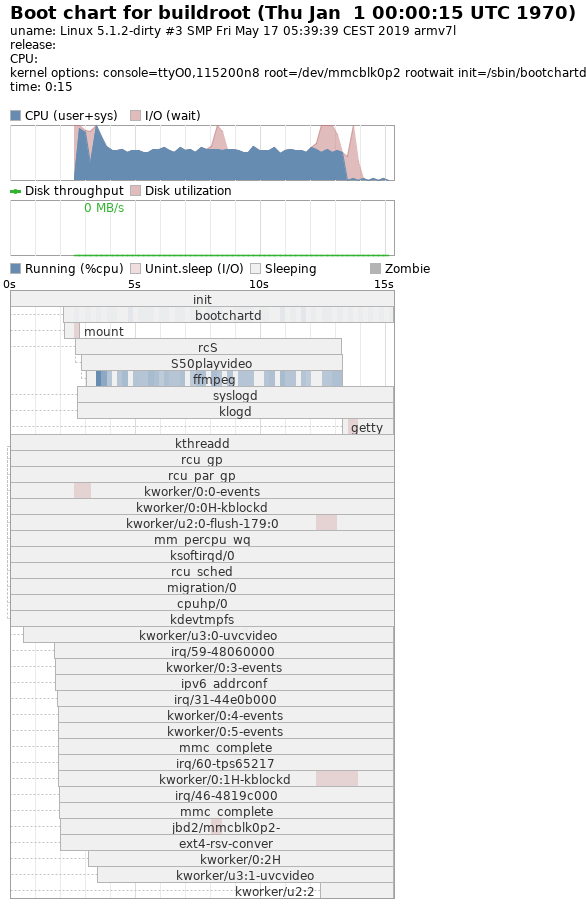 Boot chart for buildroot (Thu Jan  1 00:00:15 UTC 1970)
uname: Linux 5.1.2-dirty #3 SMP Fri May 17 05:39:39 CEST 2019 armv7l
release:
CPU:
kernel options: console=ttyO0,115200n8 root=/dev/mmcblk0p2 rootwait init=/sbin/bootchartd
time: 0:15
CPU (user+sys) I/O (wait)
Disk throughput Disk utilization
0 MB/s
Running (%cpu) Unint.sleep (I/O) Sleeping Zombie
0s 5s 10s 15s
init
bootchartd
mount
rcS
S50playvideo
ffmpeg
syslogd
klogd
getty
kthreadd
rcu_gp
rcu_par_gp
kworker/0:0-events
kworker/0:0H-kblockd
kworker/u2:0-flush-179:0
mm_percpu_wq
ksoftirqd/0
rcu_sched
migration/0
cpuhp/0
kdevtmpfs
kworker/u3:0-uvcvideo
irq/59-48060000
kworker/0:3-events
ipv6_addrconf
irq/31-44e0b000
kworker/0:4-events
kworker/0:5-events
mmc_complete
irq/60-tps65217
kworker/0:1H-kblockd
irq/46-4819c000
mmc_complete
jbd2/mmcblk0p2-
ext4-rsv-conver
kworker/0:2H
kworker/u3:1-uvcvideo
kworker/u2:2